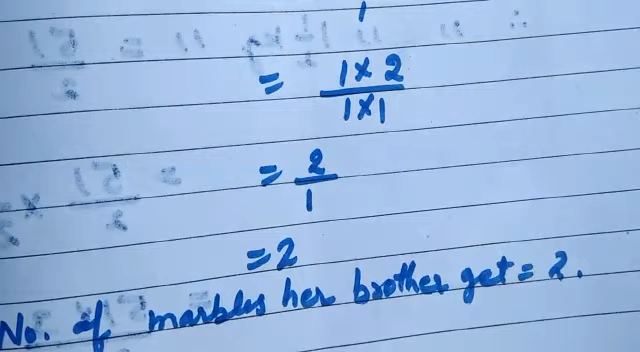 = 1 × 2 / 1 × 1
= 2 / 1
= 2
No. of marbles her brother get = 2.